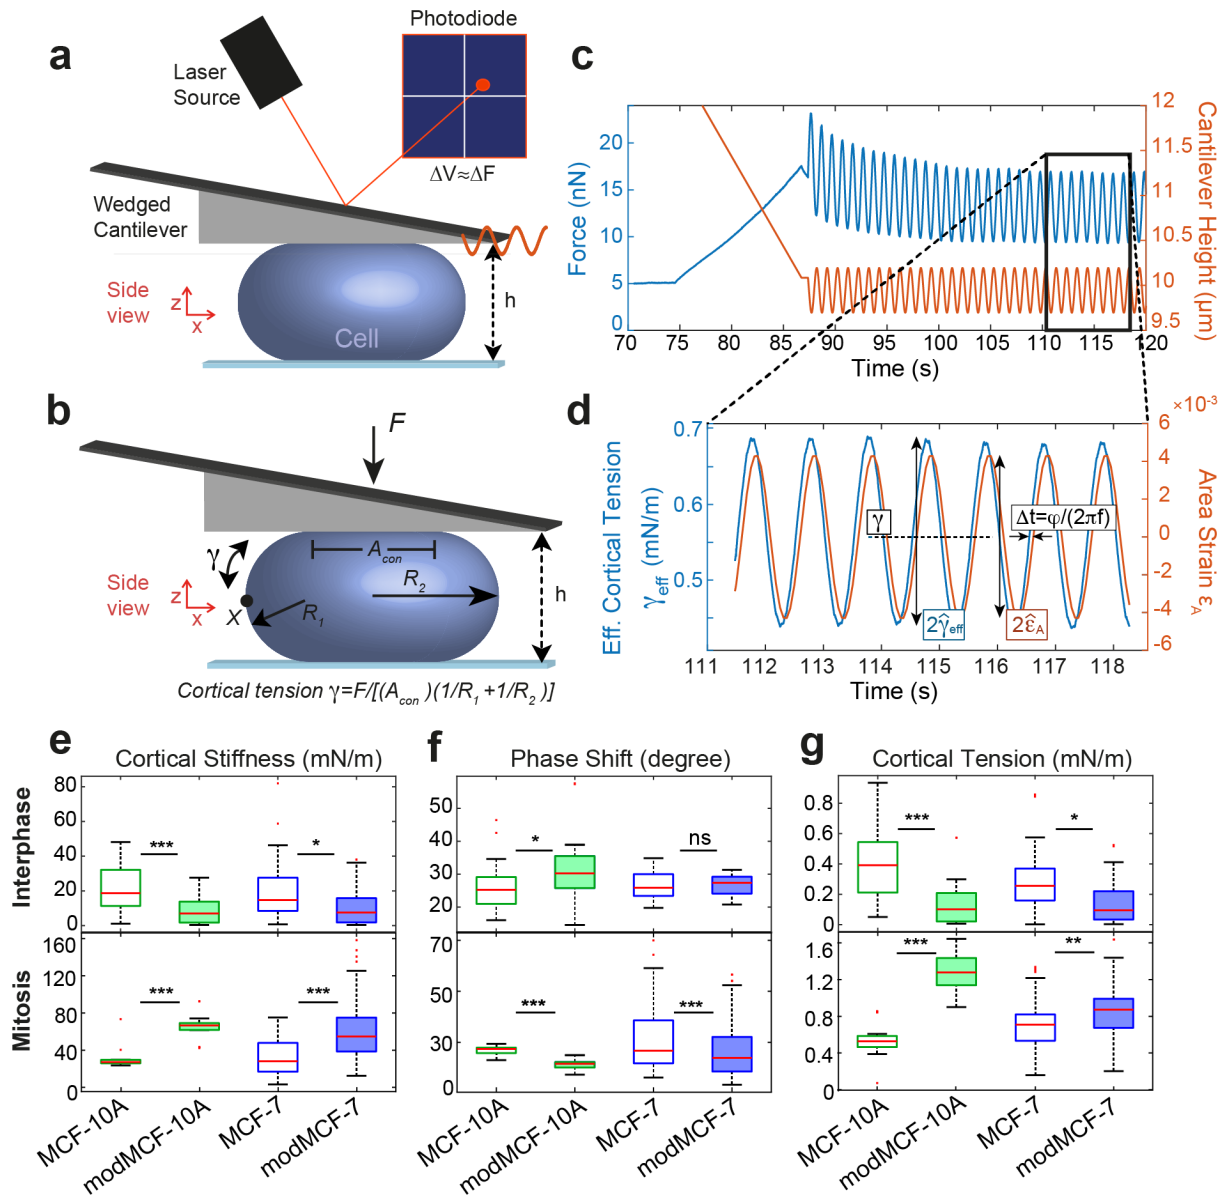 a
Laser
Source
Photodiode
ΔV≈ΔF
Wedged
Cantilever
Side
view
z
x
Cell
h
b
F
γ
A_con
R_2
R_1
X
Side
view
z
x
h
Cortical tension γ=F/[(A_con )(1/R_1 +1/R_2 )]
c
Force (nN)
20
15
10
5
0
12
11.5
11
10.5
10
9.5
Cantilever Height (μm)
70 75 80 85 90 95 100 105 110 115 120
Time (s)
d
×10⁻³
Eff. Cortical Tension
γ_eff (mN/m)
0.7
0.6
0.5
6
4
2
0
-2
-4
-6
Area Strain ε_A
γ
Δt=φ/(2πf)
2γ̂_eff
2ε̂_A
111 112 113 114 115 116 117 118
Time (s)
e
Cortical Stiffness (mN/m)
Interphase
80
60
40
20
0
***
*
Mitosis
160
120
80
40
0
***
***
MCF-10A
modMCF-10A
MCF-7
modMCF-7
f
Phase Shift (degree)
50
40
30
20
*
ns
70
50
30
0
***
***
MCF-10A
modMCF-10A
MCF-7
modMCF-7
g
Cortical Tension (mN/m)
0.8
0.6
0.4
0.2
0
***
*
1.6
1.2
0.8
0.4
0
***
**
MCF-10A
modMCF-10A
MCF-7
modMCF-7